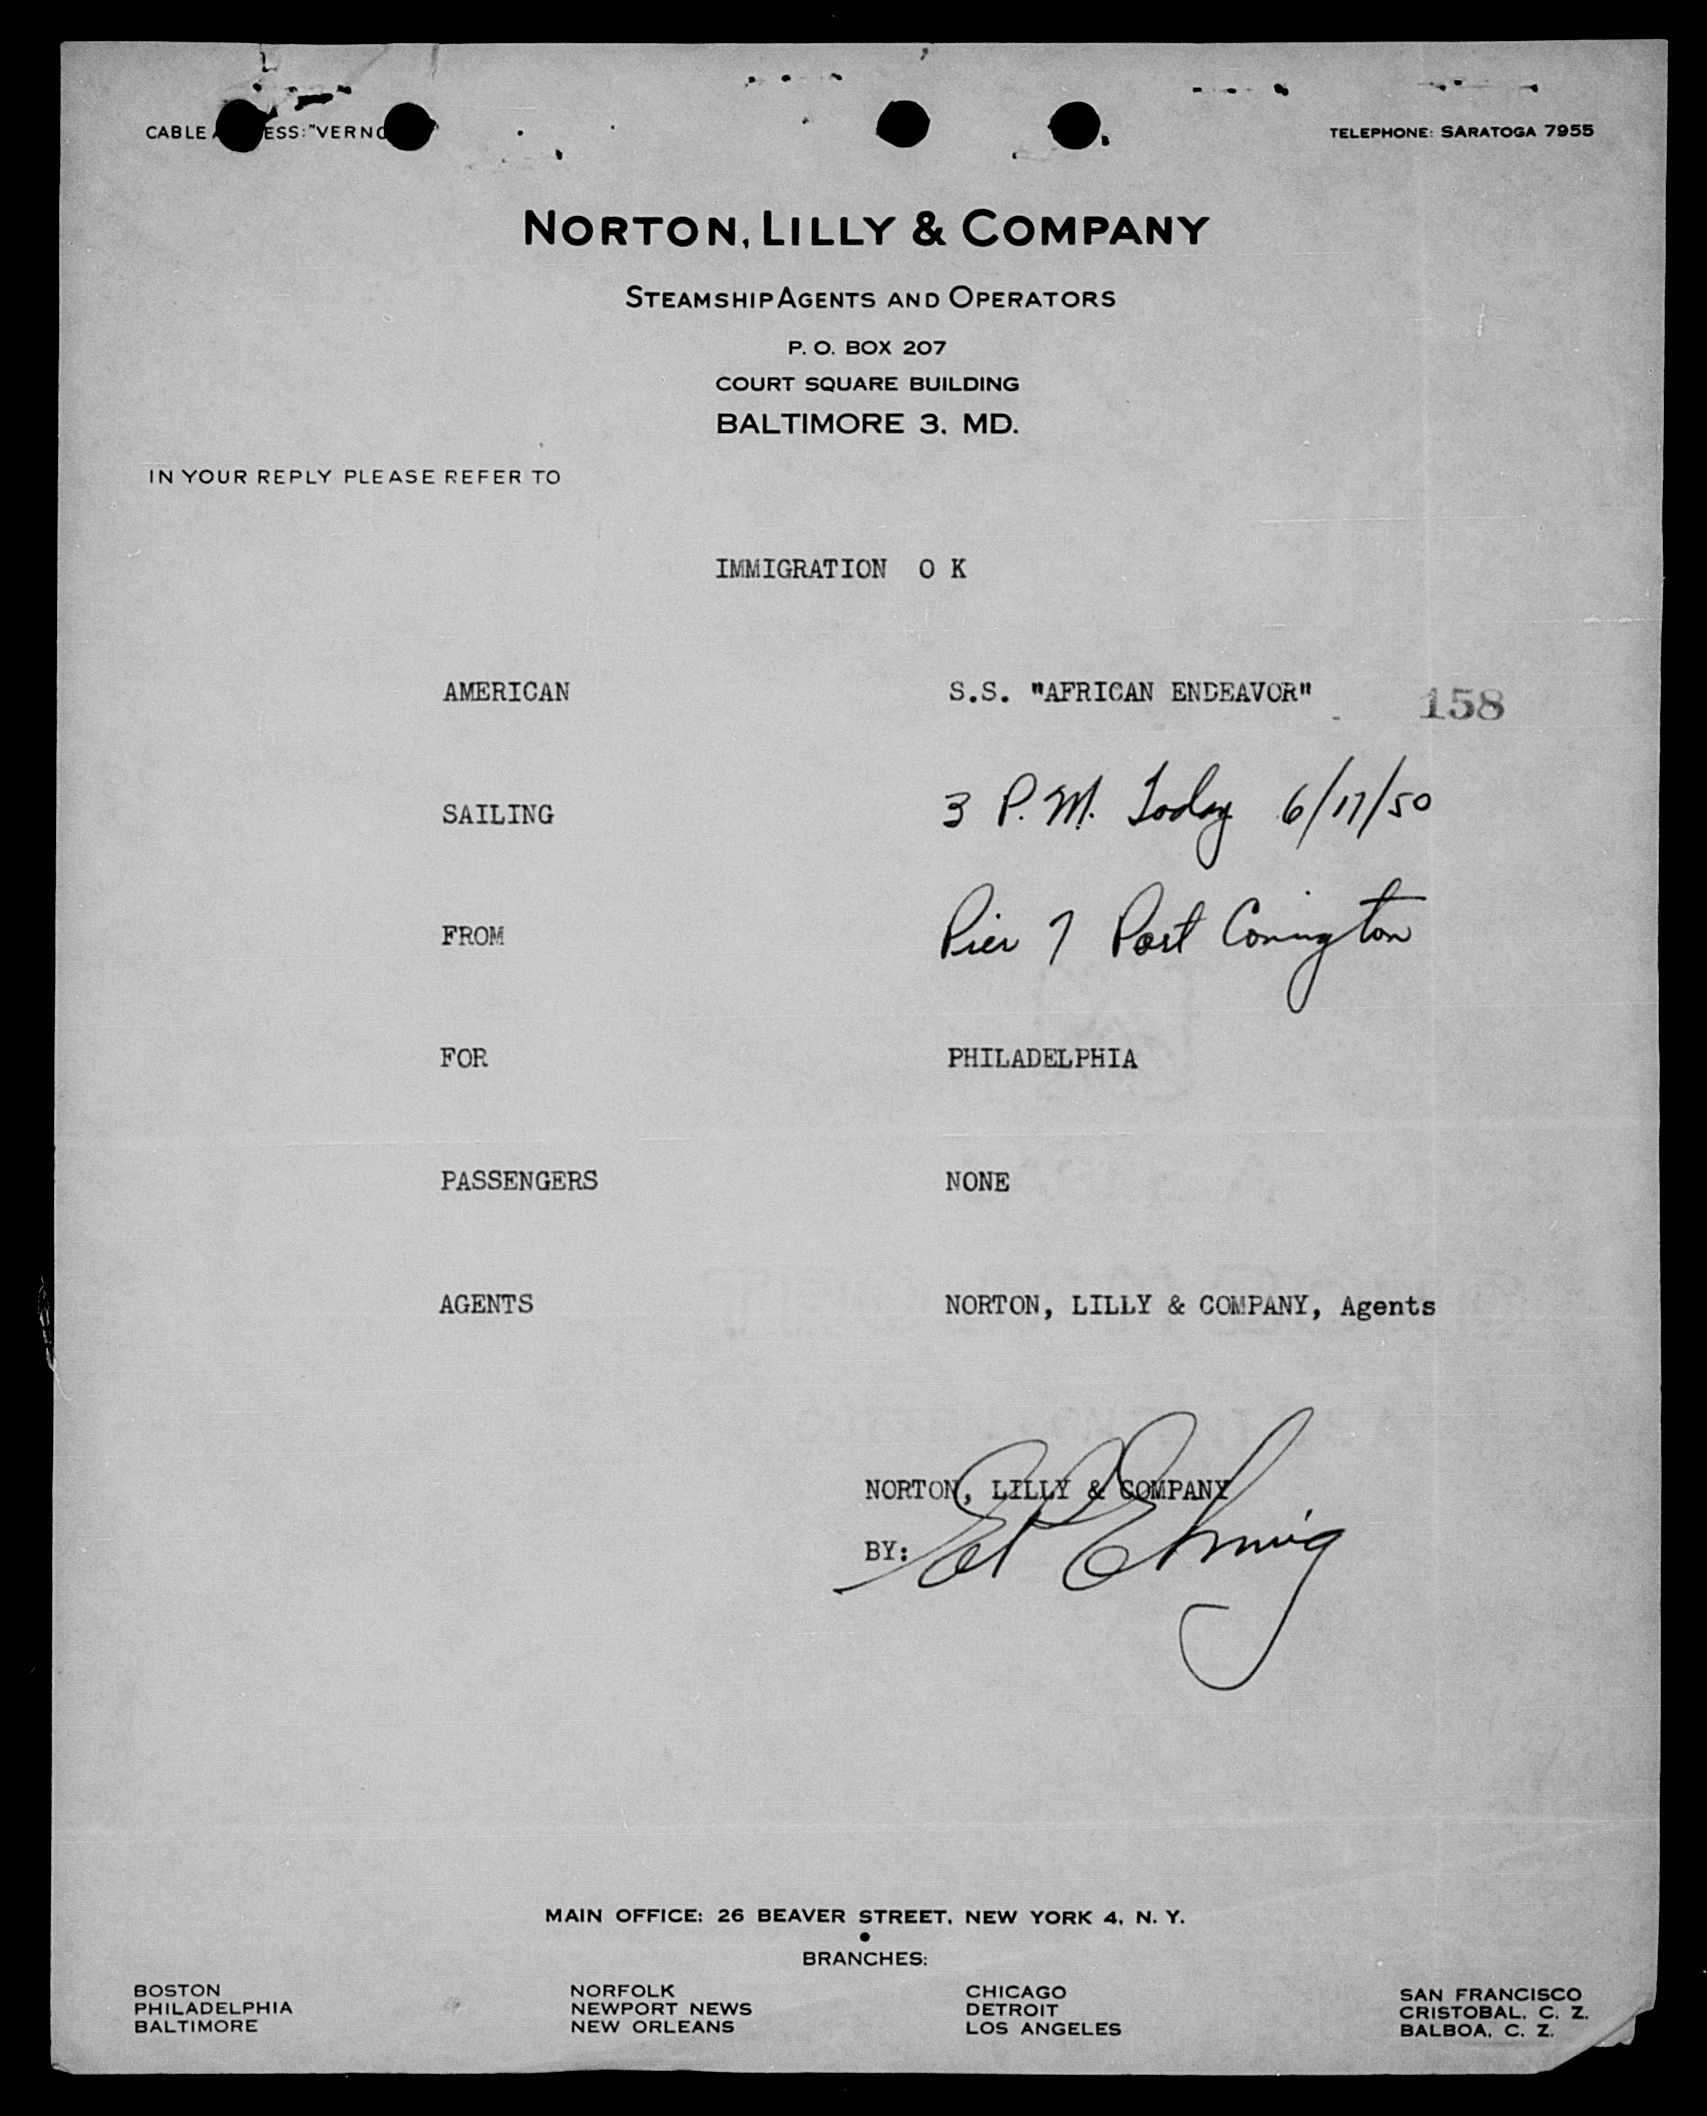 CABLE ESS: "VERNO
TELEPHONE: SARATOGA 7955
NORTON, LILLY & COMPANY
STEAMSHIP AGENTS AND OPERATORS
P. O. BOX 207
COURT SQUARE BUILDING
BALTIMORE 3, MD.
IN YOUR REPLY PLEASE REFER TO
IMMIGRATION O K
AMERICAN S.S. "AFRICAN ENDEAVOR" 158
SAILING 3 P.M. Today 6/17/50
FROM Pier 7 Port Covington
FOR PHILADELPHIA
PASSENGERS NONE
AGENTS NORTON, LILLY & COMPANY, Agents
NORTON, LILLY & COMPANY
BY:
MAIN OFFICE: 26 BEAVER STREET, NEW YORK 4, N. Y.
BRANCHES:
BOSTON NORFOLK CHICAGO SAN FRANCISCO
PHILADELPHIA NEWPORT NEWS DETROIT CRISTOBAL, C. Z.
BALTIMORE NEW ORLEANS LOS ANGELES BALBOA, C. Z.